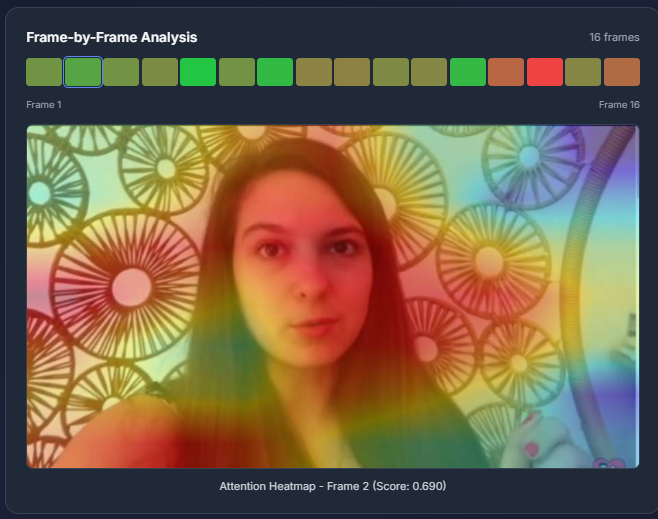 Frame-by-Frame Analysis
16 frames
Frame 1
Frame 16
Attention Heatmap - Frame 2 (Score: 0.690)